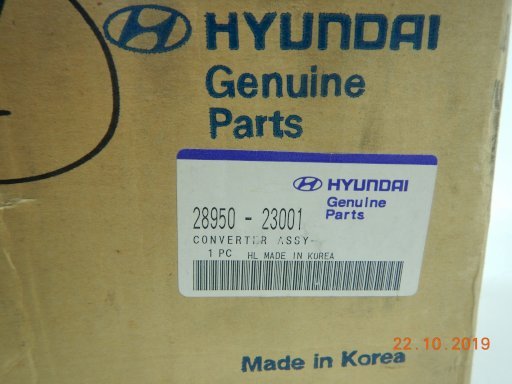 HYUNDAI
Genuine
Parts
HYUNDAI
Genuine
Parts
28950 - 23001
CONVERTER ASSY-
1 PC HL MADE IN KOREA
22.10.2019
Made in Korea